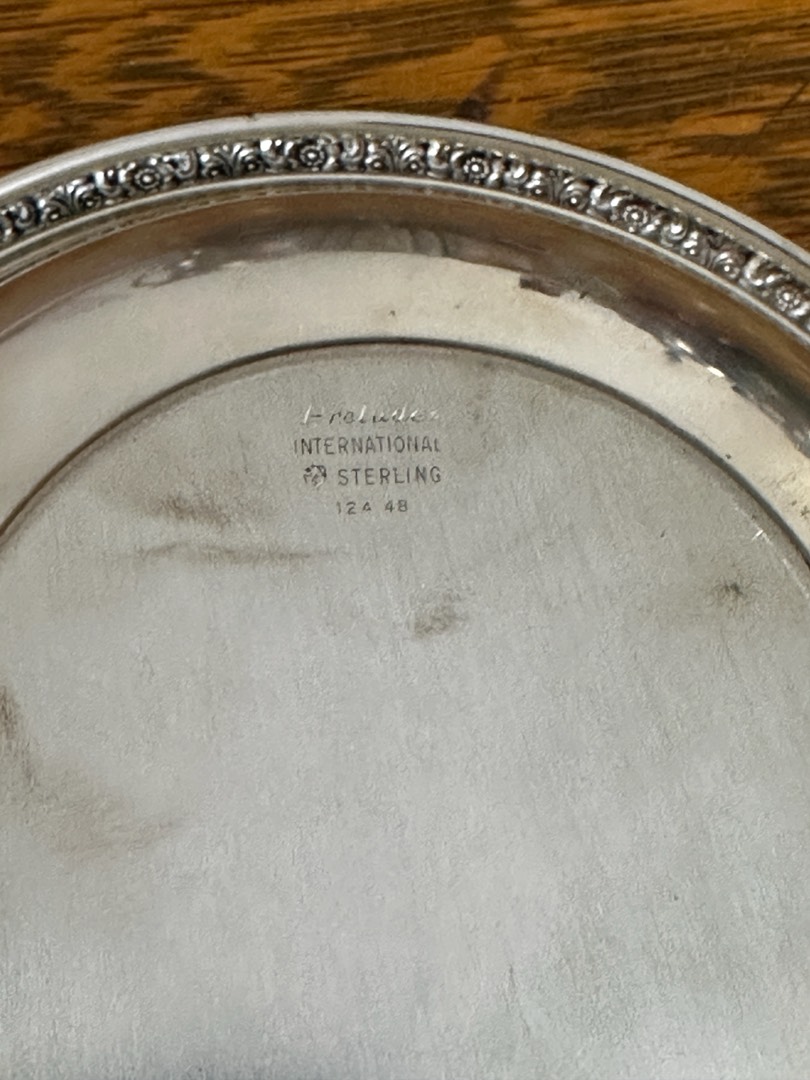 Prelude
INTERNATIONAL
STERLING
124 48